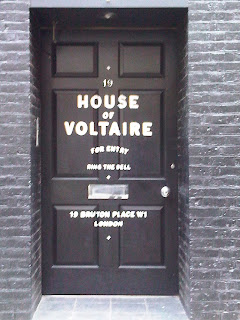 19
HOUSE
OF
VOLTAIRE
FOR ENTRY
RING THE BELL
19 BRUTON PLACE W1
LONDON